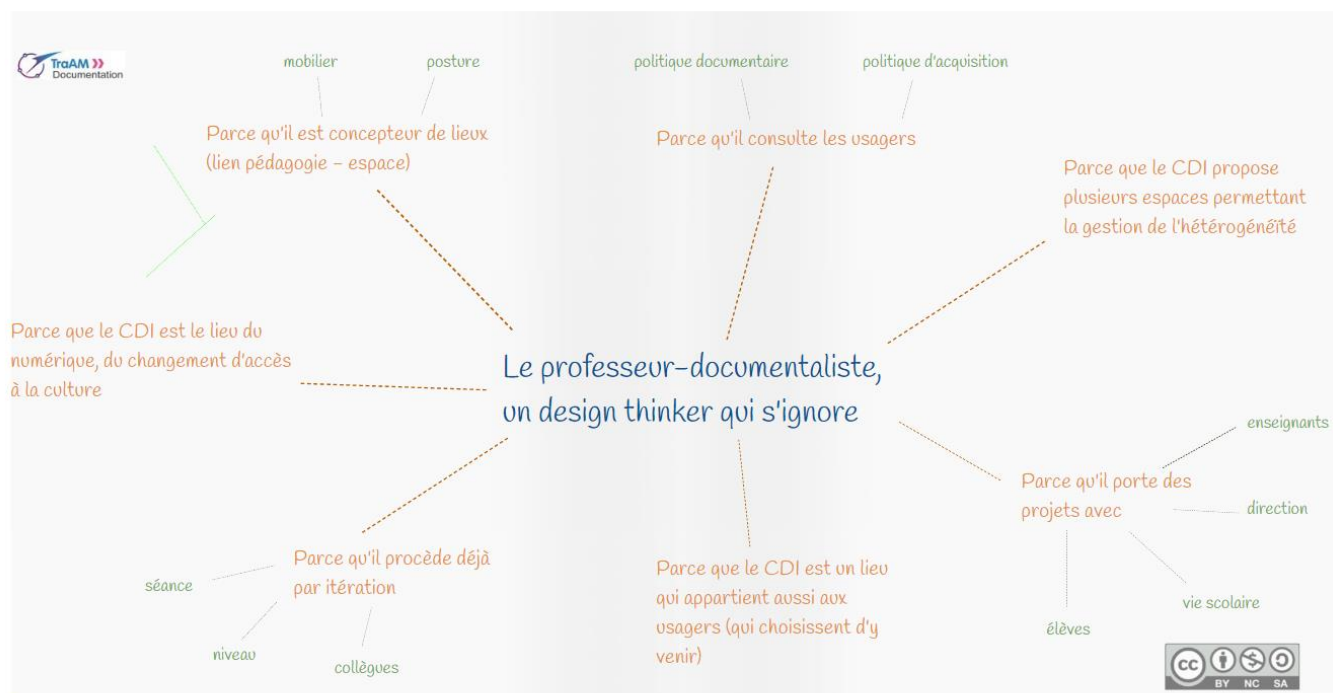 TraAM
Documentation
mobilier
posture
Parce qu'il est concepteur de lieux
(lien pédagogie – espace)
politique documentaire
politique d'acquisition
Parce qu'il consulte les usagers
Parce que le CDI propose
plusieurs espaces permettant
la gestion de l'hétérogénéïté
Parce que le CDI est le lieu du
numérique, du changement d'accès
à la culture
Le professeur-documentaliste,
un design thinker qui s'ignore
Parce qu'il porte des
projets avec
enseignants
direction
vie scolaire
élèves
Parce qu'il procède déjà
par itération
séance
niveau
collègues
Parce que le CDI est un lieu
qui appartient aussi aux
usagers (qui choisissent d'y
venir)
cc
BY NC SA